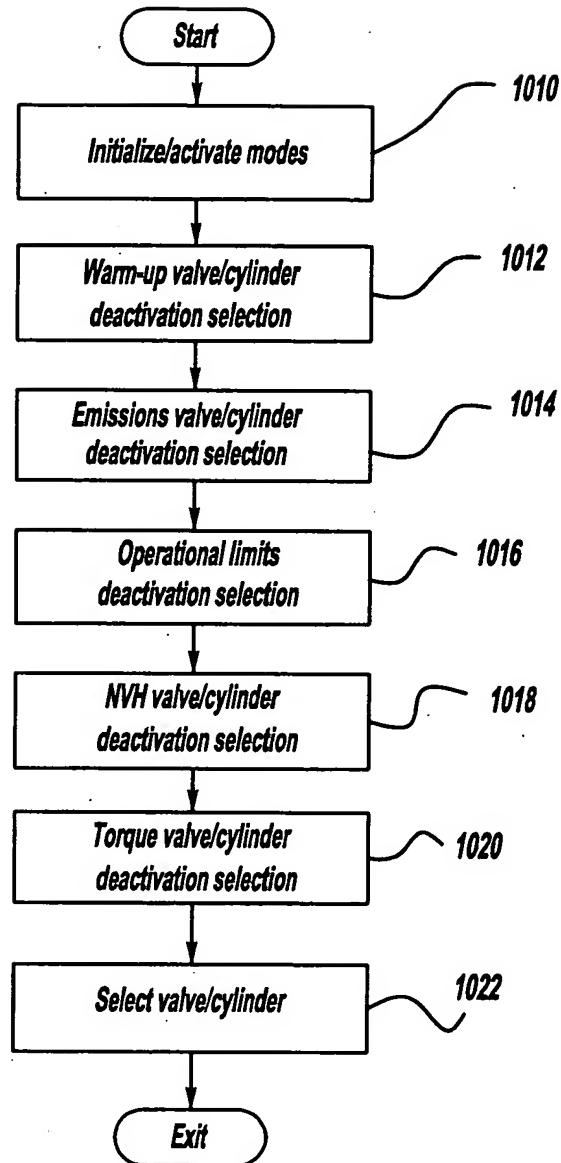 Start
1010
Initialize/activate modes
1012
Warm-up valve/cylinder
deactivation selection
1014
Emissions valve/cylinder
deactivation selection
1016
Operational limits
deactivation selection
1018
NVH valve/cylinder
deactivation selection
1020
Torque valve/cylinder
deactivation selection
1022
Select valve/cylinder
Exit